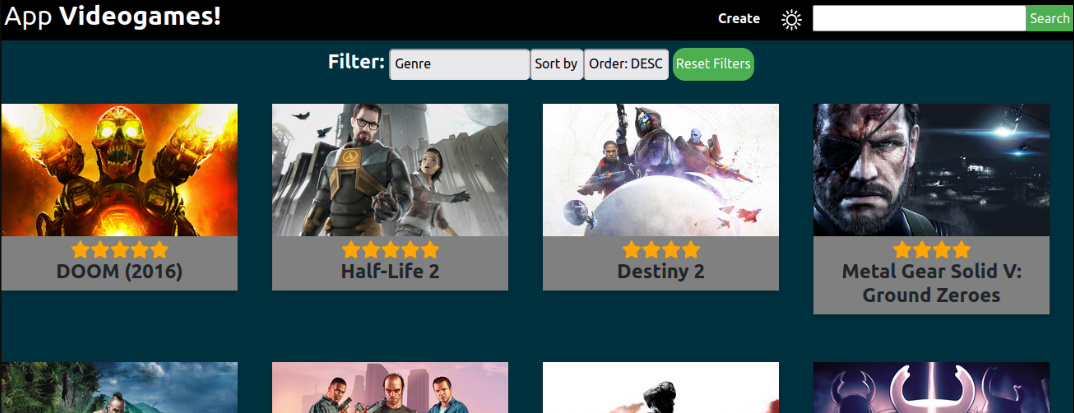 App Videogames!
Create
Search
Filter:
Genre
Sort by
Order: DESC
Reset Filters
DOOM (2016)
Half-Life 2
Destiny 2
Metal Gear Solid V:
Ground Zeroes